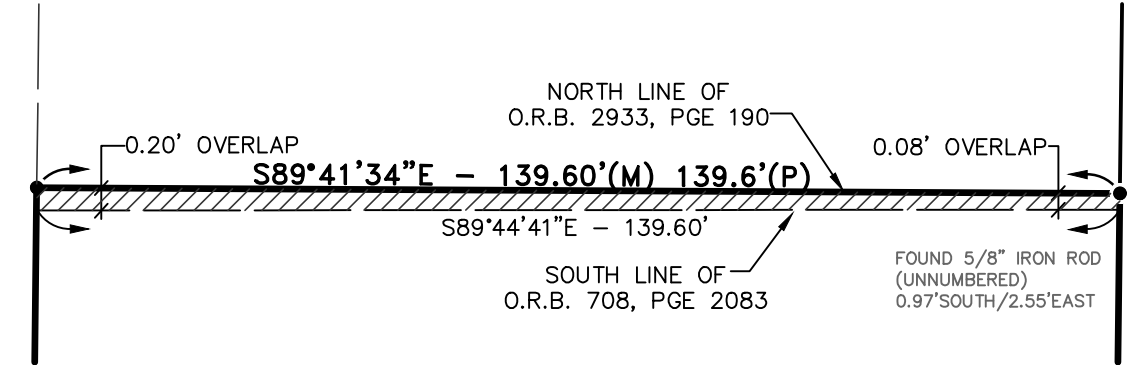 NORTH LINE OF
O.R.B. 2933, PGE 190
0.20' OVERLAP
0.08' OVERLAP
S89°41'34"E - 139.60'(M) 139.6'(P)
S89°44'41"E - 139.60'
SOUTH LINE OF
O.R.B. 708, PGE 2083
FOUND 5/8" IRON ROD
(UNNUMBERED)
0.97'SOUTH/2.55'EAST